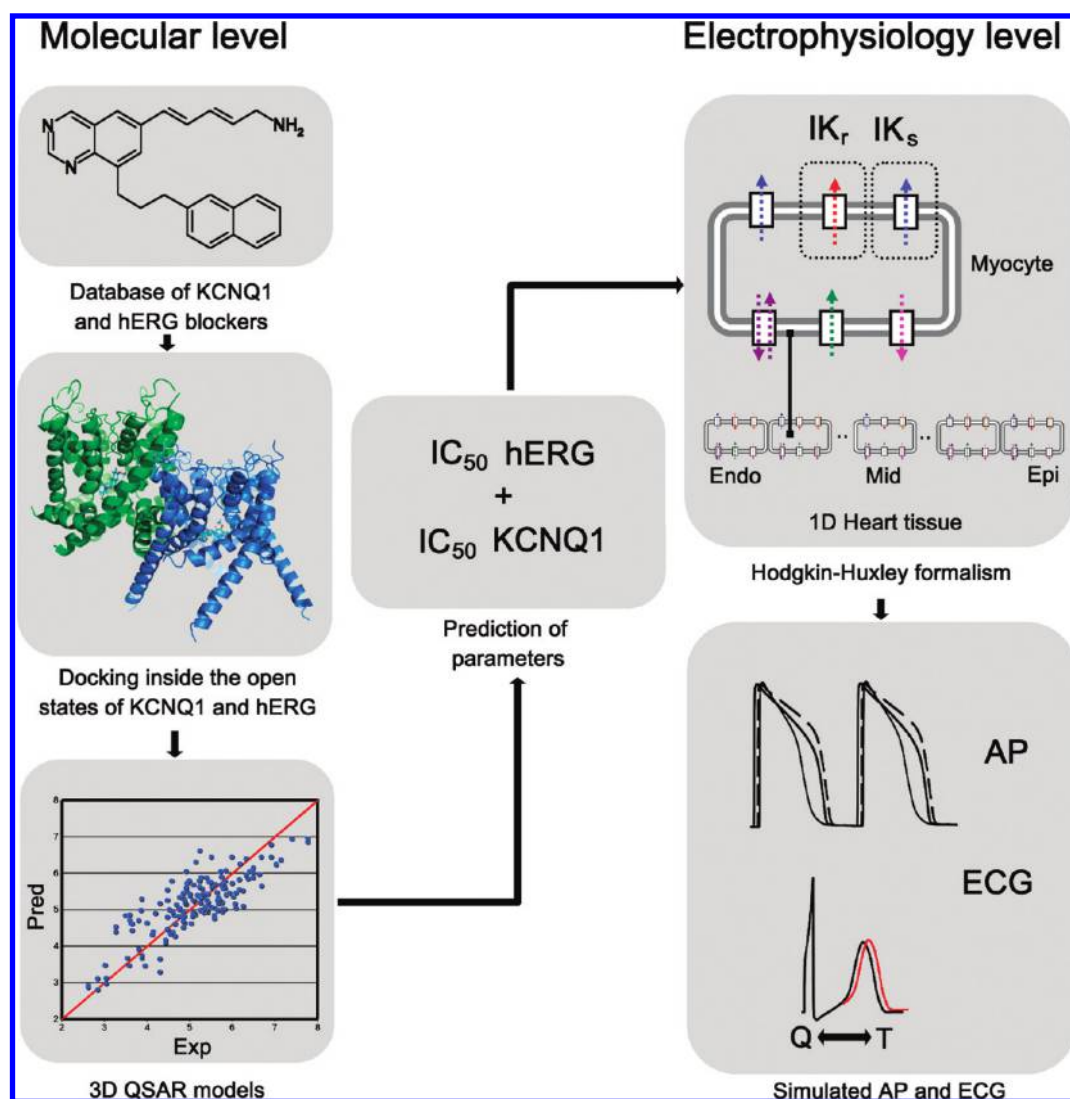 Molecular level
N
N
NH₂
Database of KCNQ1
and hERG blockers
Docking inside the open
states of KCNQ1 and hERG
8
7
6
5
4
3
2
2 3 4 5 6 7 8
Pred
Exp
3D QSAR models
IC₅₀ hERG
+
IC₅₀ KCNQ1
Prediction of
parameters
Electrophysiology level
IKᵣ IKₛ
Myocyte
Endo Mid Epi
1D Heart tissue
Hodgkin-Huxley formalism
AP
ECG
Q T
Simulated AP and ECG